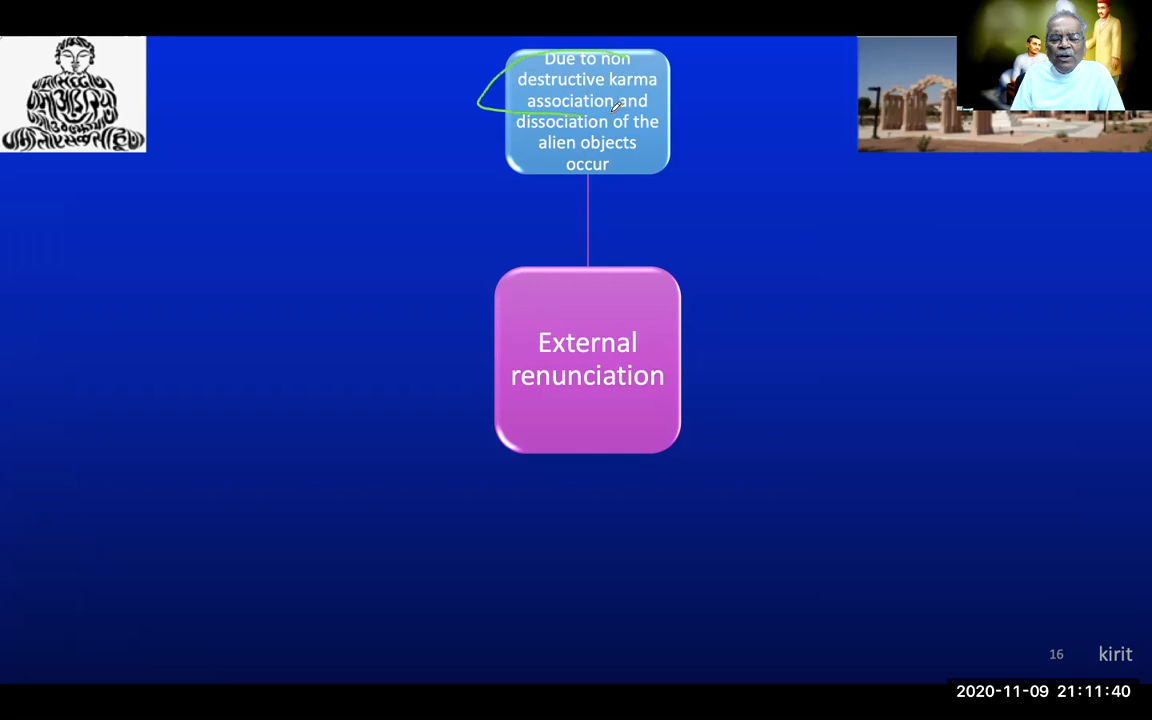 Due to non
destructive karma
association and
dissociation of the
alien objects
occur
External
renunciation
16
kirit
2020-11-09 21:11:40